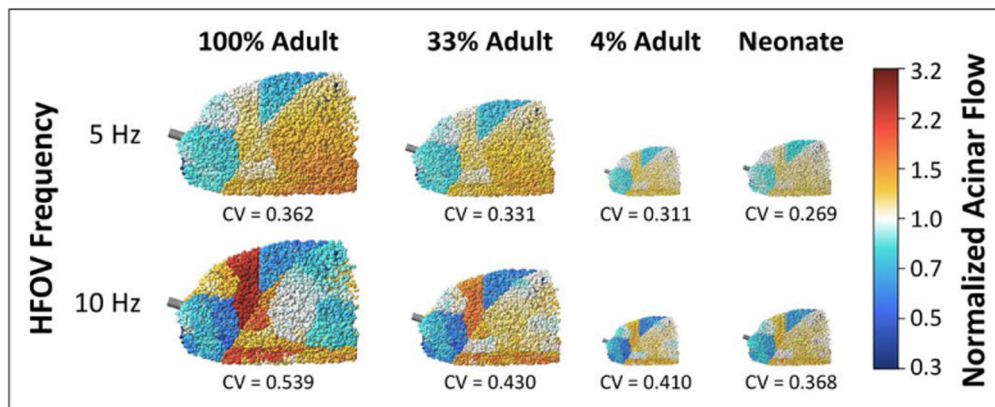 100% Adult 33% Adult 4% Adult Neonate
HFOV Frequency
5 Hz
CV = 0.362 CV = 0.331 CV = 0.311 CV = 0.269
10 Hz
CV = 0.539 CV = 0.430 CV = 0.410 CV = 0.368
3.2
2.2
1.5
1.0
0.7
0.5
0.3
Normalized Acinar Flow